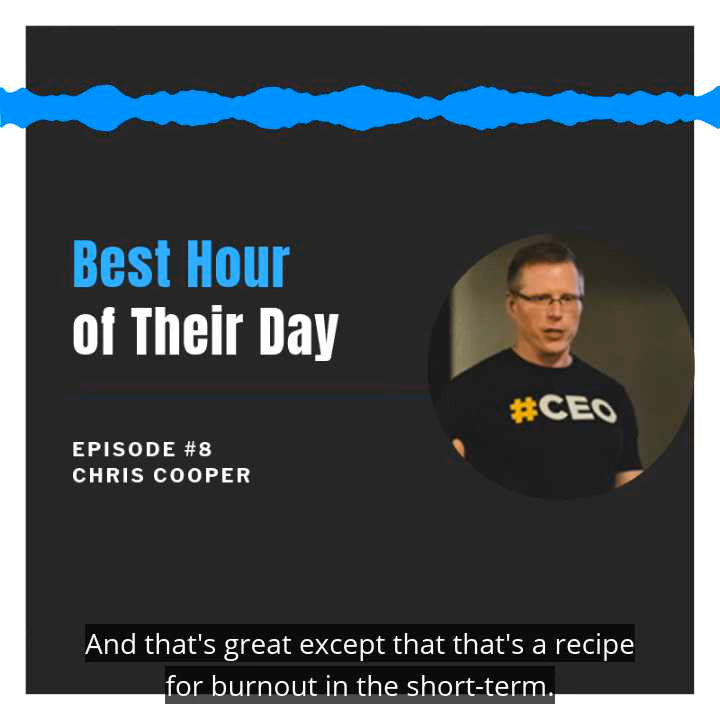 Best Hour
of Their Day
#CEO
EPISODE #8
CHRIS COOPER
And that's great except that that's a recipe
for burnout in the short-term.